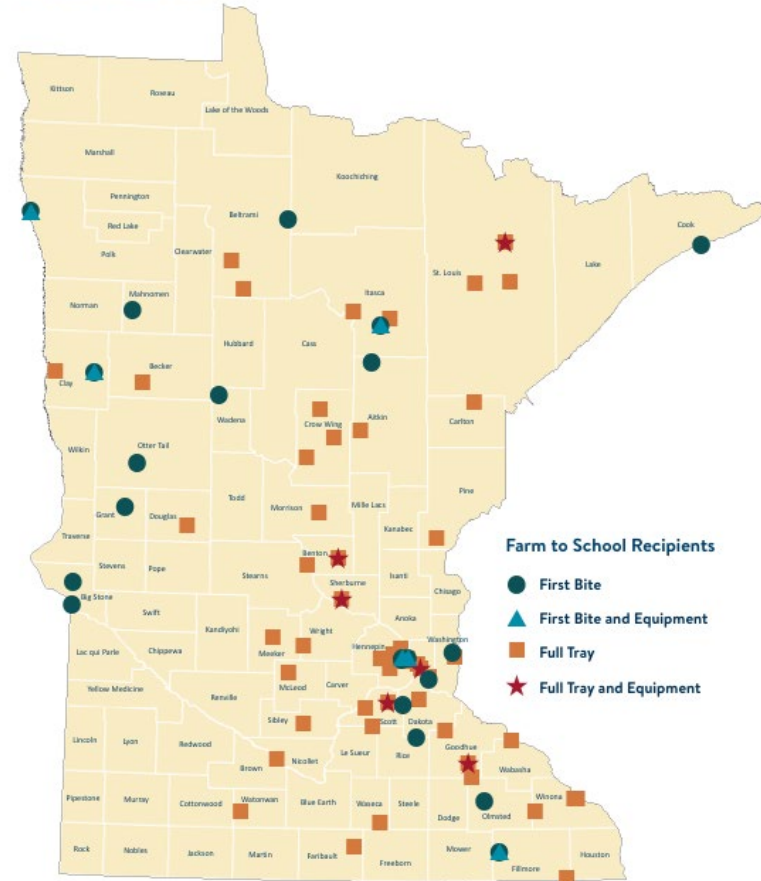 Kittson
Roseau
Lake of the Woods
Marshall
Koochiching
Pennington
Red Lake
Beltrami
Polk
Clearwater
Cook
St. Louis
Lake
Itasca
Norman
Mahnomen
Hubbard
Cass
Clay
Becker
Wadena
Crow Wing
Aitkin
Carlton
Wilkin
Otter Tail
Pine
Todd
Morrison
Mille Lacs
Kanabec
Grant
Douglas
Traverse
Benton
Stevens
Pope
Stearns
Sherburne
Isanti
Chisago
Big Stone
Swift
Anoka
Kandiyohi
Wright
Hennepin
Washington
Lac qui Parle
Chippewa
Meeker
McLeod
Carver
Yellow Medicine
Renville
Scott
Dakota
Sibley
Lincoln
Lyon
Redwood
Brown
Nicollet
Le Sueur
Rice
Goodhue
Wabasha
Pipestone
Murray
Cottonwood
Watonwan
Blue Earth
Waseca
Steele
Dodge
Olmsted
Winona
Rock
Nobles
Jackson
Martin
Faribault
Freeborn
Mower
Fillmore
Houston
Farm to School Recipients
First Bite
First Bite and Equipment
Full Tray
Full Tray and Equipment